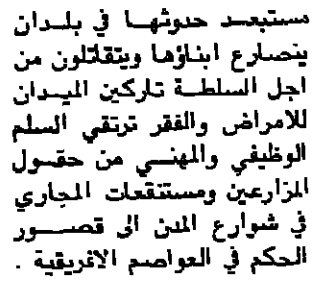 مستبعد حدوثها في بلدان
يتصارع ابناؤها ويتقاتلون من
اجل السلطة تاركين الميدان
للامراض والفقر ترتقي السلم
الوظيفي والمهني من حقول
المزارعين ومستنقعات المجاري
في شوارع المدن الى قصور
الحكم في العواصم الافريقية .